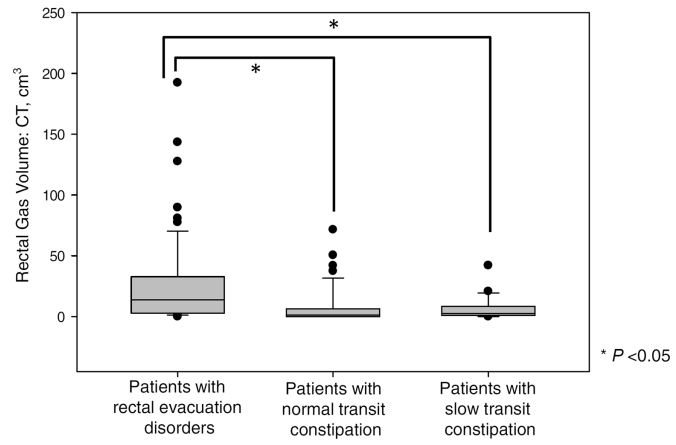 250
200
150
100
50
0
Rectal Gas Volume: CT, cm³
*
*
* P <0.05
Patients with
rectal evacuation
disorders
Patients with
normal transit
constipation
Patients with
slow transit
constipation